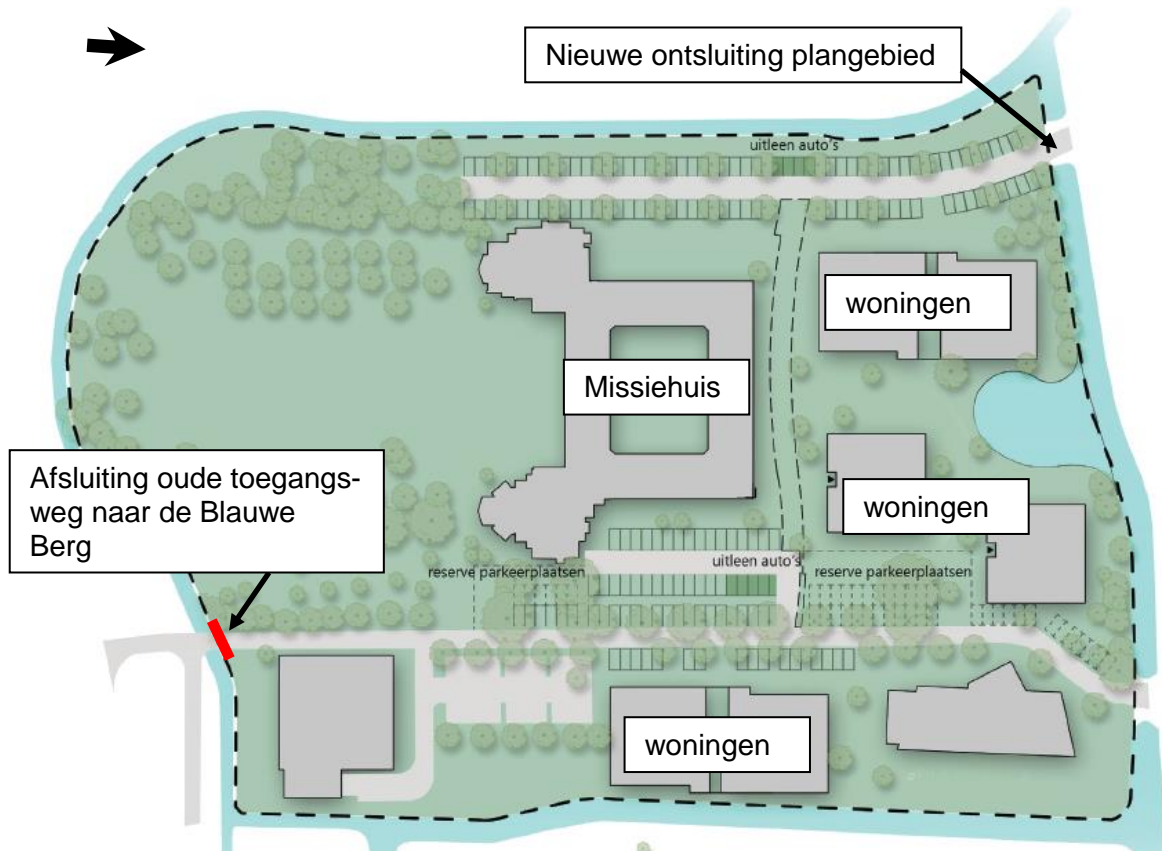 Nieuwe ontsluiting plangebied
uitleen auto's
woningen
Missiehuis
Afsluiting oude toegangs-
weg naar de Blauwe
Berg
woningen
uitleen auto's
reserve parkeerplaatsen
reserve parkeerplaatsen
woningen